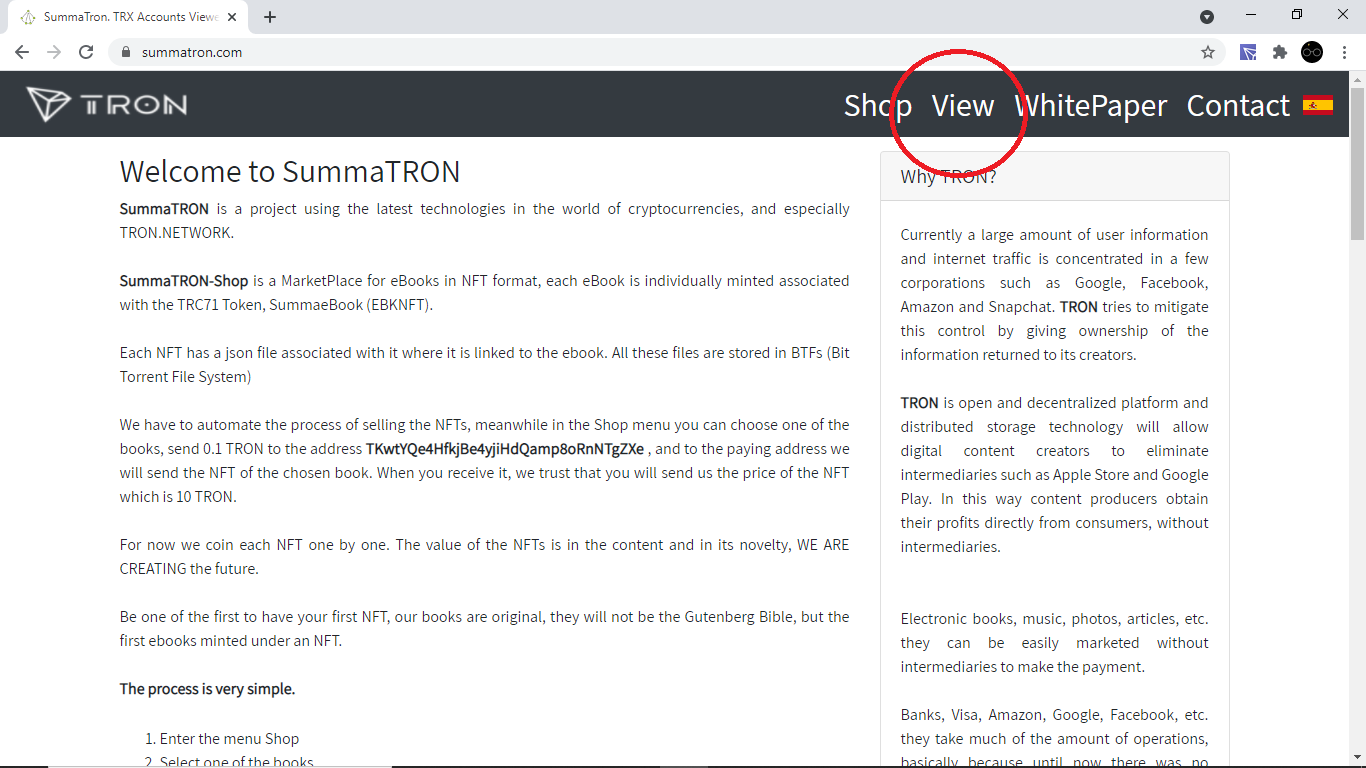 SummaTron. TRX Accounts Viewe
summatron.com
TRON
Shop View WhitePaper Contact
Welcome to SummaTRON
SummaTRON is a project using the latest technologies in the world of cryptocurrencies, and especially
TRON.NETWORK.
SummaTRON-Shop is a MarketPlace for eBooks in NFT format, each eBook is individually minted associated
with the TRC71 Token, SummaeBook (EBKNFT).
Each NFT has a json file associated with it where it is linked to the ebook. All these files are stored in BTFs (Bit
Torrent File System)
We have to automate the process of selling the NFTs, meanwhile in the Shop menu you can choose one of the
books, send 0.1 TRON to the address TKwtYQe4HfkjBe4yjiHdQamp8oRnNTgZXe , and to the paying address we
will send the NFT of the chosen book. When you receive it, we trust that you will send us the price of the NFT
which is 10 TRON.
For now we coin each NFT one by one. The value of the NFTs is in the content and in its novelty, WE ARE
CREATING the future.
Be one of the first to have your first NFT, our books are original, they will not be the Gutenberg Bible, but the
first ebooks minted under an NFT.
The process is very simple.
1. Enter the menu Shop
2. Select one of the books
Why TRON?
Currently a large amount of user information
and internet traffic is concentrated in a few
corporations such as Google, Facebook,
Amazon and Snapchat. TRON tries to mitigate
this control by giving ownership of the
information returned to its creators.
TRON is open and decentralized platform and
distributed storage technology will allow
digital content creators to eliminate
intermediaries such as Apple Store and Google
Play. In this way content producers obtain
their profits directly from consumers, without
intermediaries.
Electronic books, music, photos, articles, etc.
they can be easily marketed without
intermediaries to make the payment.
Banks, Visa, Amazon, Google, Facebook, etc.
they take much of the amount of operations,
basically because until now there was no